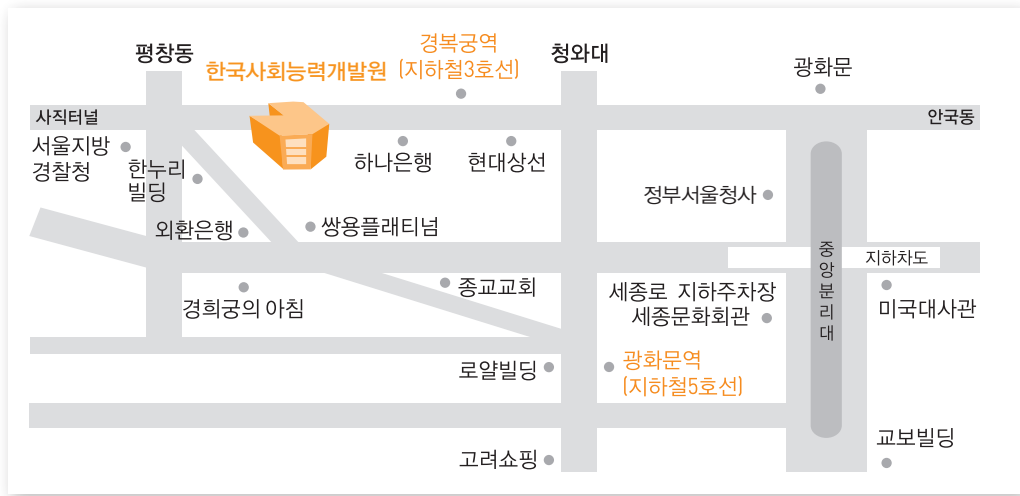 평창동
한국사회능력개발원
경복궁역
(지하철3호선)
청와대
광화문
사직터널
안국동
서울지방
경찰청
한누리
빌딩
하나은행
현대상선
정부서울청사
외환은행
쌍용플래티넘
중앙분리대
지하차도
경희궁의 아침
종교교회
세종로 지하주차장
세종문화회관
미국대사관
로얄빌딩
광화문역
(지하철5호선)
고려쇼핑
교보빌딩